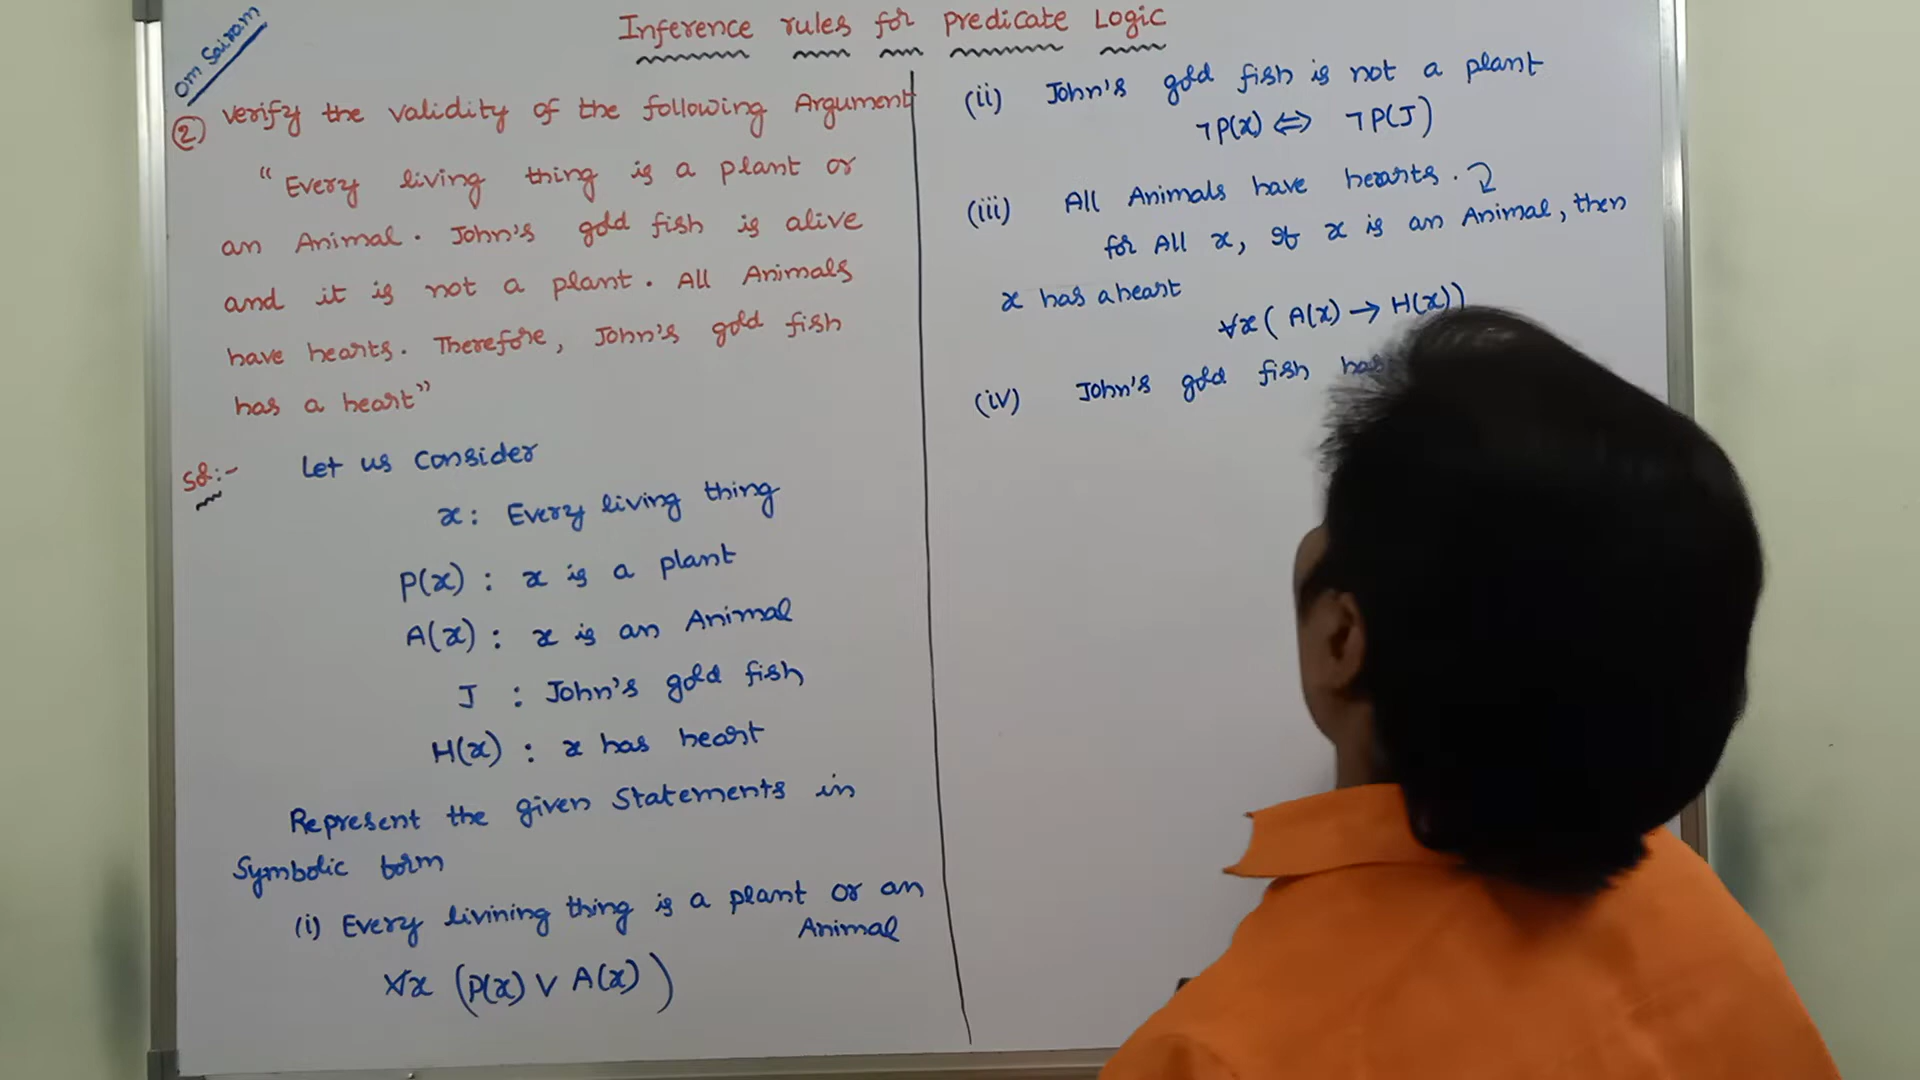 Inference rules for predicate Logic
Om Sairam
② Verify the validity of the following Argument
“Every living thing is a plant or
an Animal. John's gold fish is alive
and it is not a plant. All Animals
have hearts. Therefore, John's gold fish
has a heart”
Sol:-
Let us consider
x: Every living thing
P(x) : x is a plant
A(x) : x is an Animal
J : John's gold fish
H(x) : x has heart
Represent the given statements in
Symbolic form
(i) Every livining thing is a plant or an
Animal
∀x (P(x) ∨ A(x))
(ii) John's gold fish is not a plant
¬P(x) ⇔ ¬P(J)
(iii) All Animals have hearts.
for All x, If x is an Animal, then
x has a heart
∀x ( A(x) → H(x))
(iv) John's gold fish has